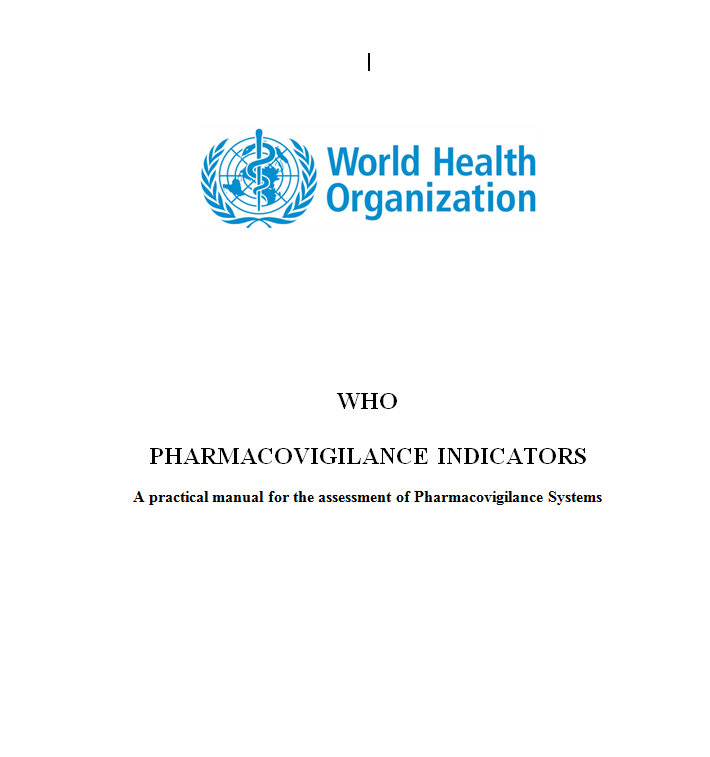 World Health
Organization
WHO
PHARMACOVIGILANCE INDICATORS
A practical manual for the assessment of Pharmacovigilance Systems